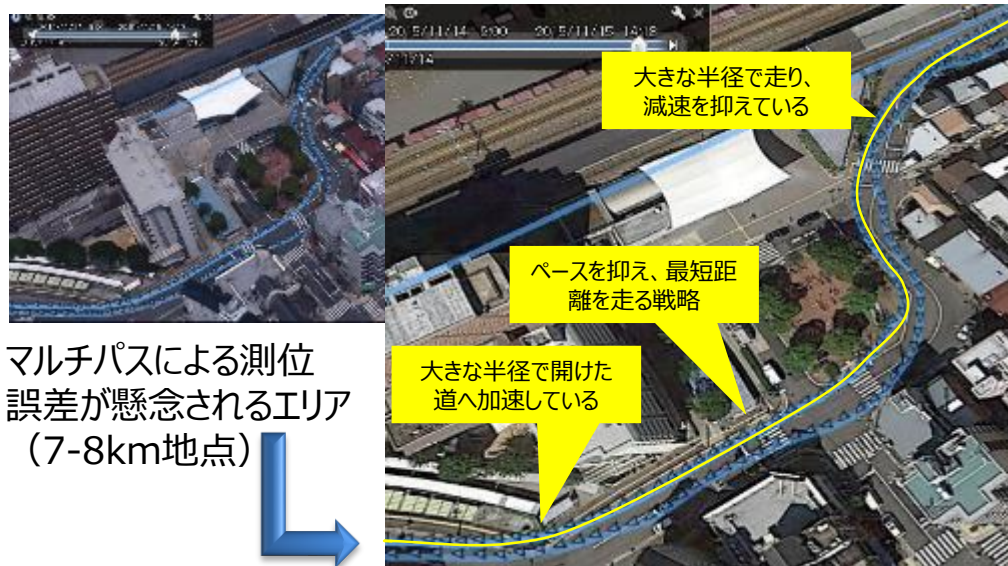 大きな半径で走り、
減速を抑えている
ペースを抑え、最短距
離を走る戦略
大きな半径で開けた
道へ加速している
マルチパスによる測位
誤差が懸念されるエリア
（7-8km地点）